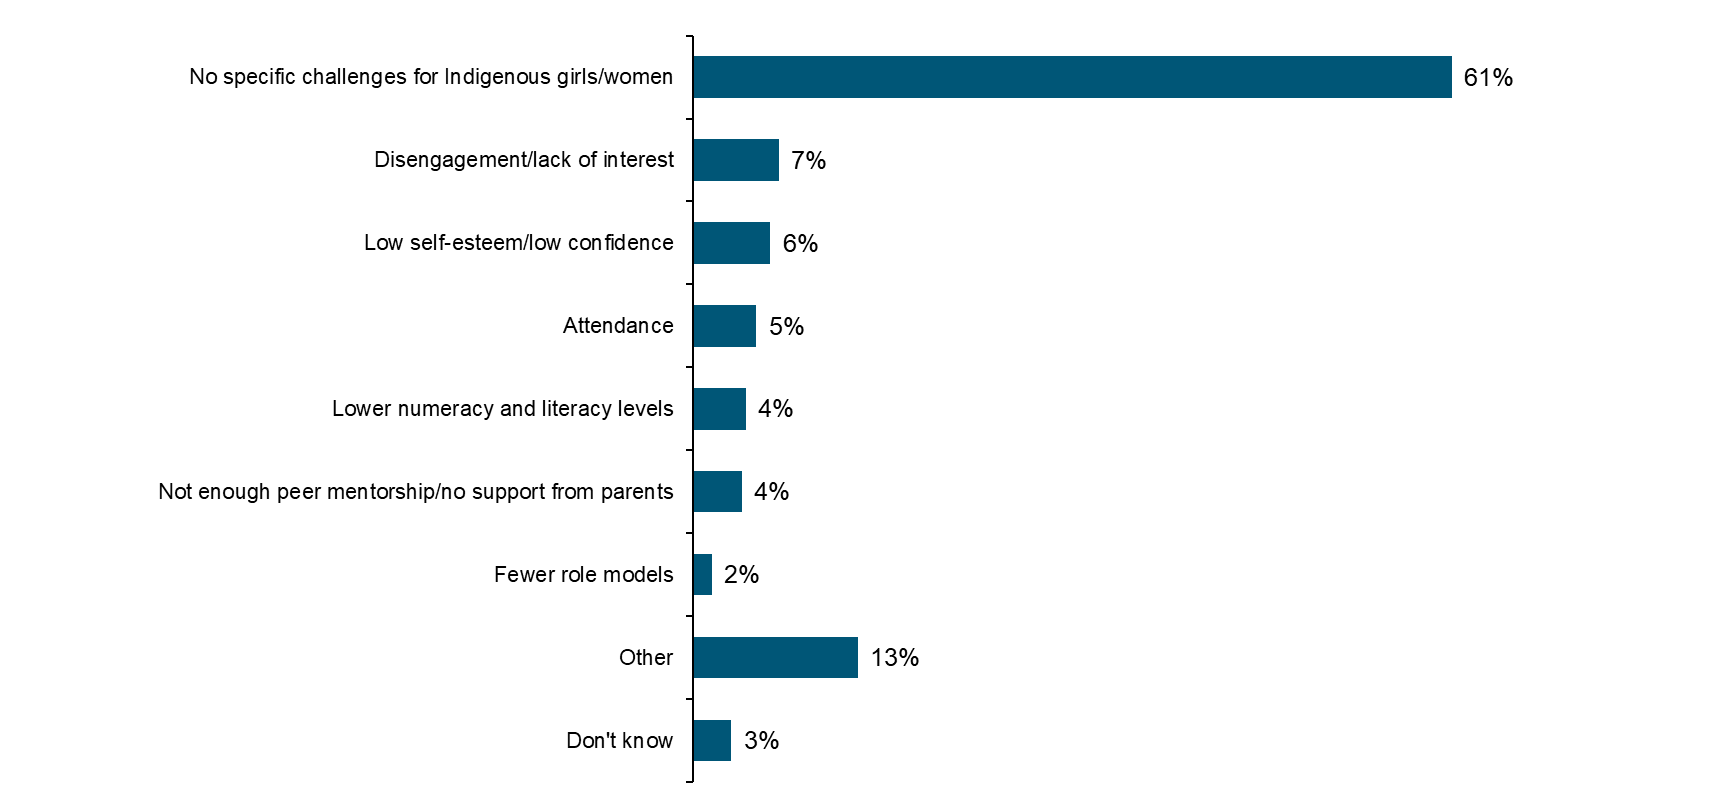 No specific challenges for Indigenous girls/women 61%
Disengagement/lack of interest 7%
Low self-esteem/low confidence 6%
Attendance 5%
Lower numeracy and literacy levels 4%
Not enough peer mentorship/no support from parents 4%
Fewer role models 2%
Other 13%
Don't know 3%